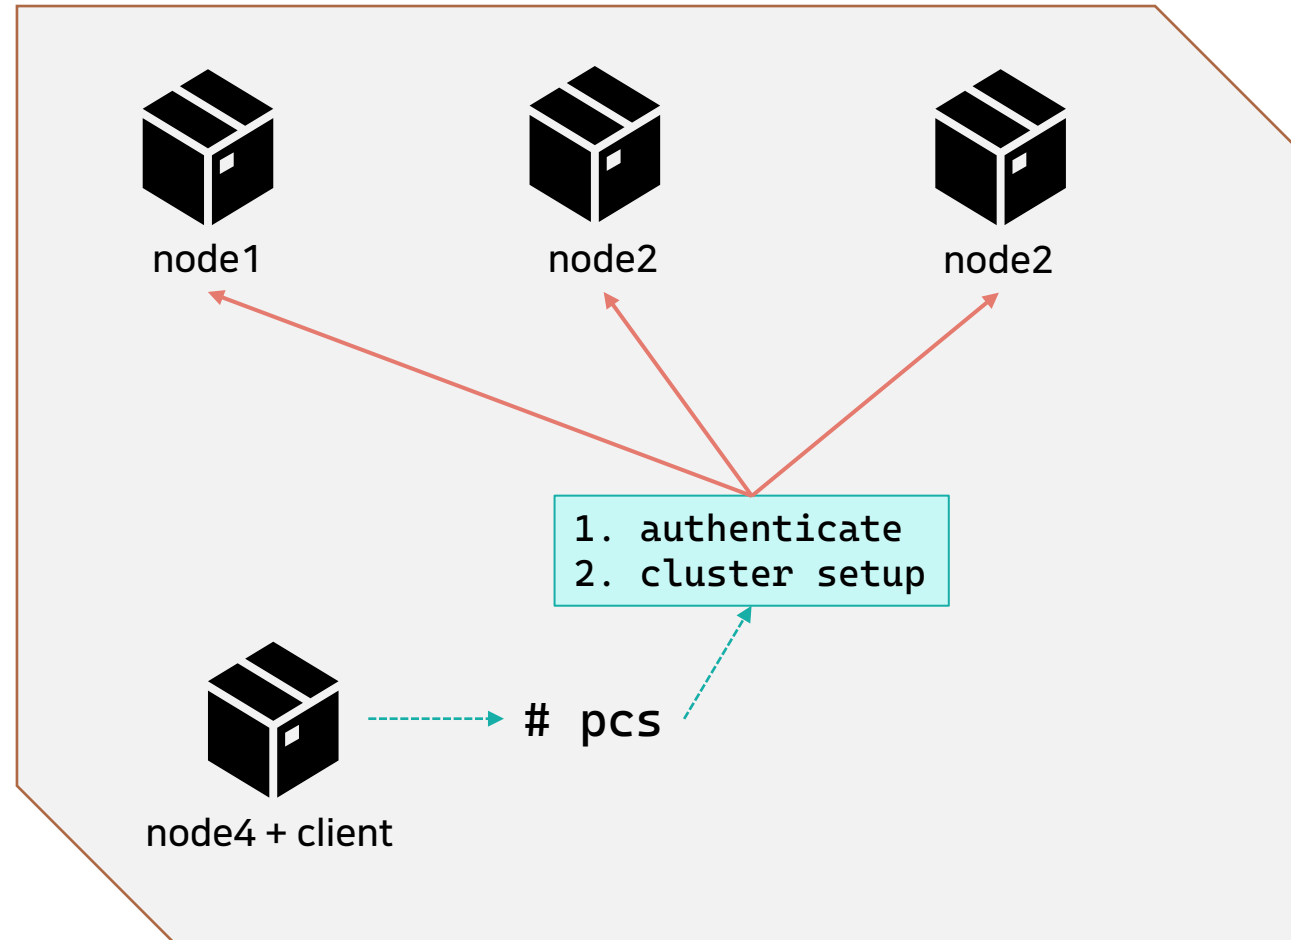 node1
node2
node2
1. authenticate
2. cluster setup
# pcs
node4 + client